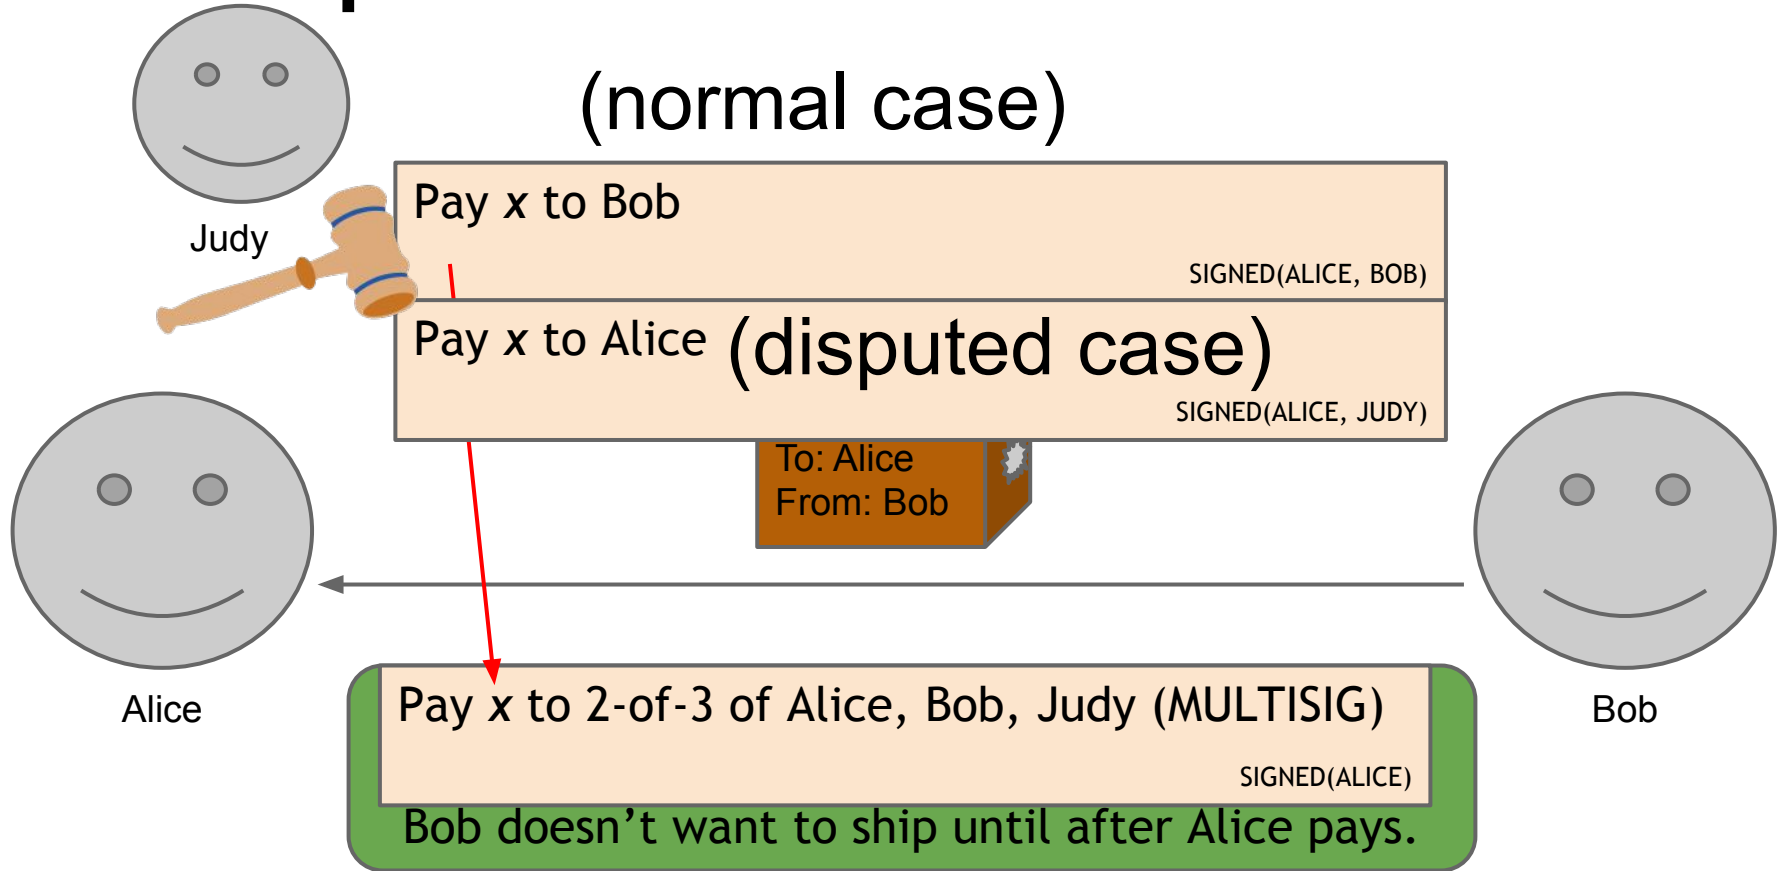 (normal case)
Judy
Pay x to Bob
SIGNED(ALICE, BOB)
Pay x to Alice (disputed case)
SIGNED(ALICE, JUDY)
To: Alice
From: Bob
Alice
Bob
Pay x to 2-of-3 of Alice, Bob, Judy (MULTISIG)
SIGNED(ALICE)
Bob doesn’t want to ship until after Alice pays.